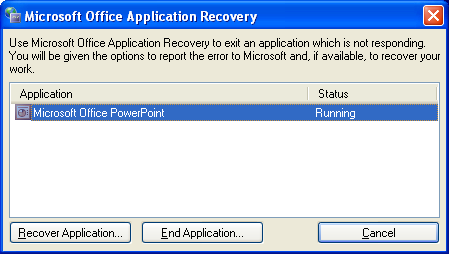 Microsoft Office Application Recovery
Use Microsoft Office Application Recovery to exit an application which is not responding.
You will be given the options to report the error to Microsoft and, if available, to recover your
work.
Application Status
Microsoft Office PowerPoint Running
Recover Application... End Application... Cancel